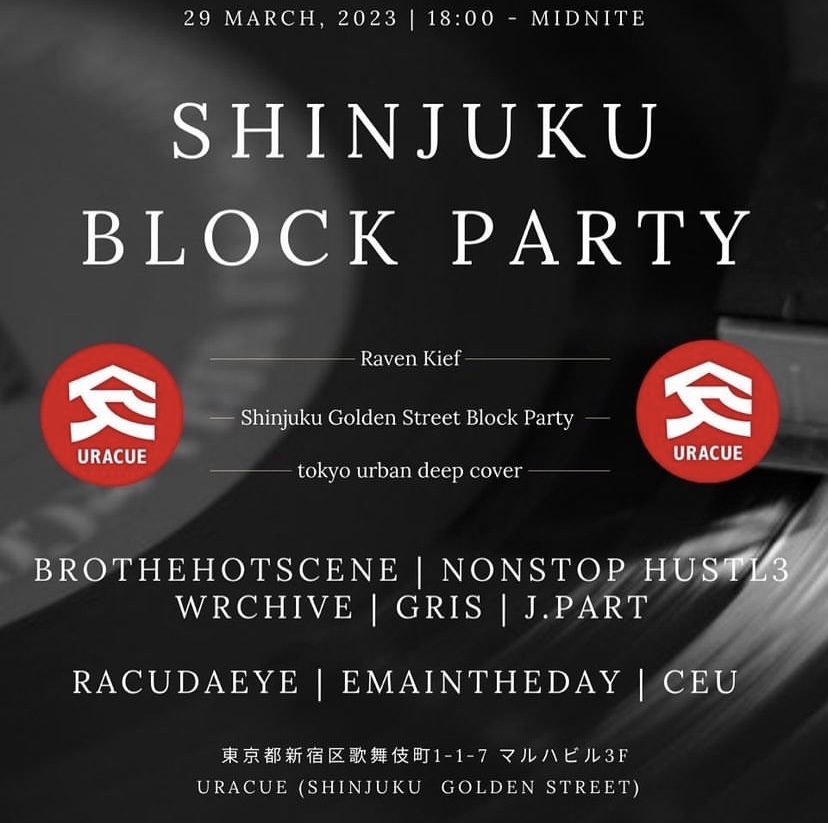 29 MARCH, 2023 | 18:00 - MIDNITE
SHINJUKU
BLOCK PARTY
Raven Kief
Shinjuku Golden Street Block Party
tokyo urban deep cover
URACUE
URACUE
BROTHEHOTSCENE | NONSTOP HUSTL3
WRCHIVE | GRIS | J.PART
RACUDAEYE | EMAINTHEDAY | CEU
東京都新宿区歌舞伎町1-1-7 マルハビル3F
URACUE (SHINJUKU GOLDEN STREET)